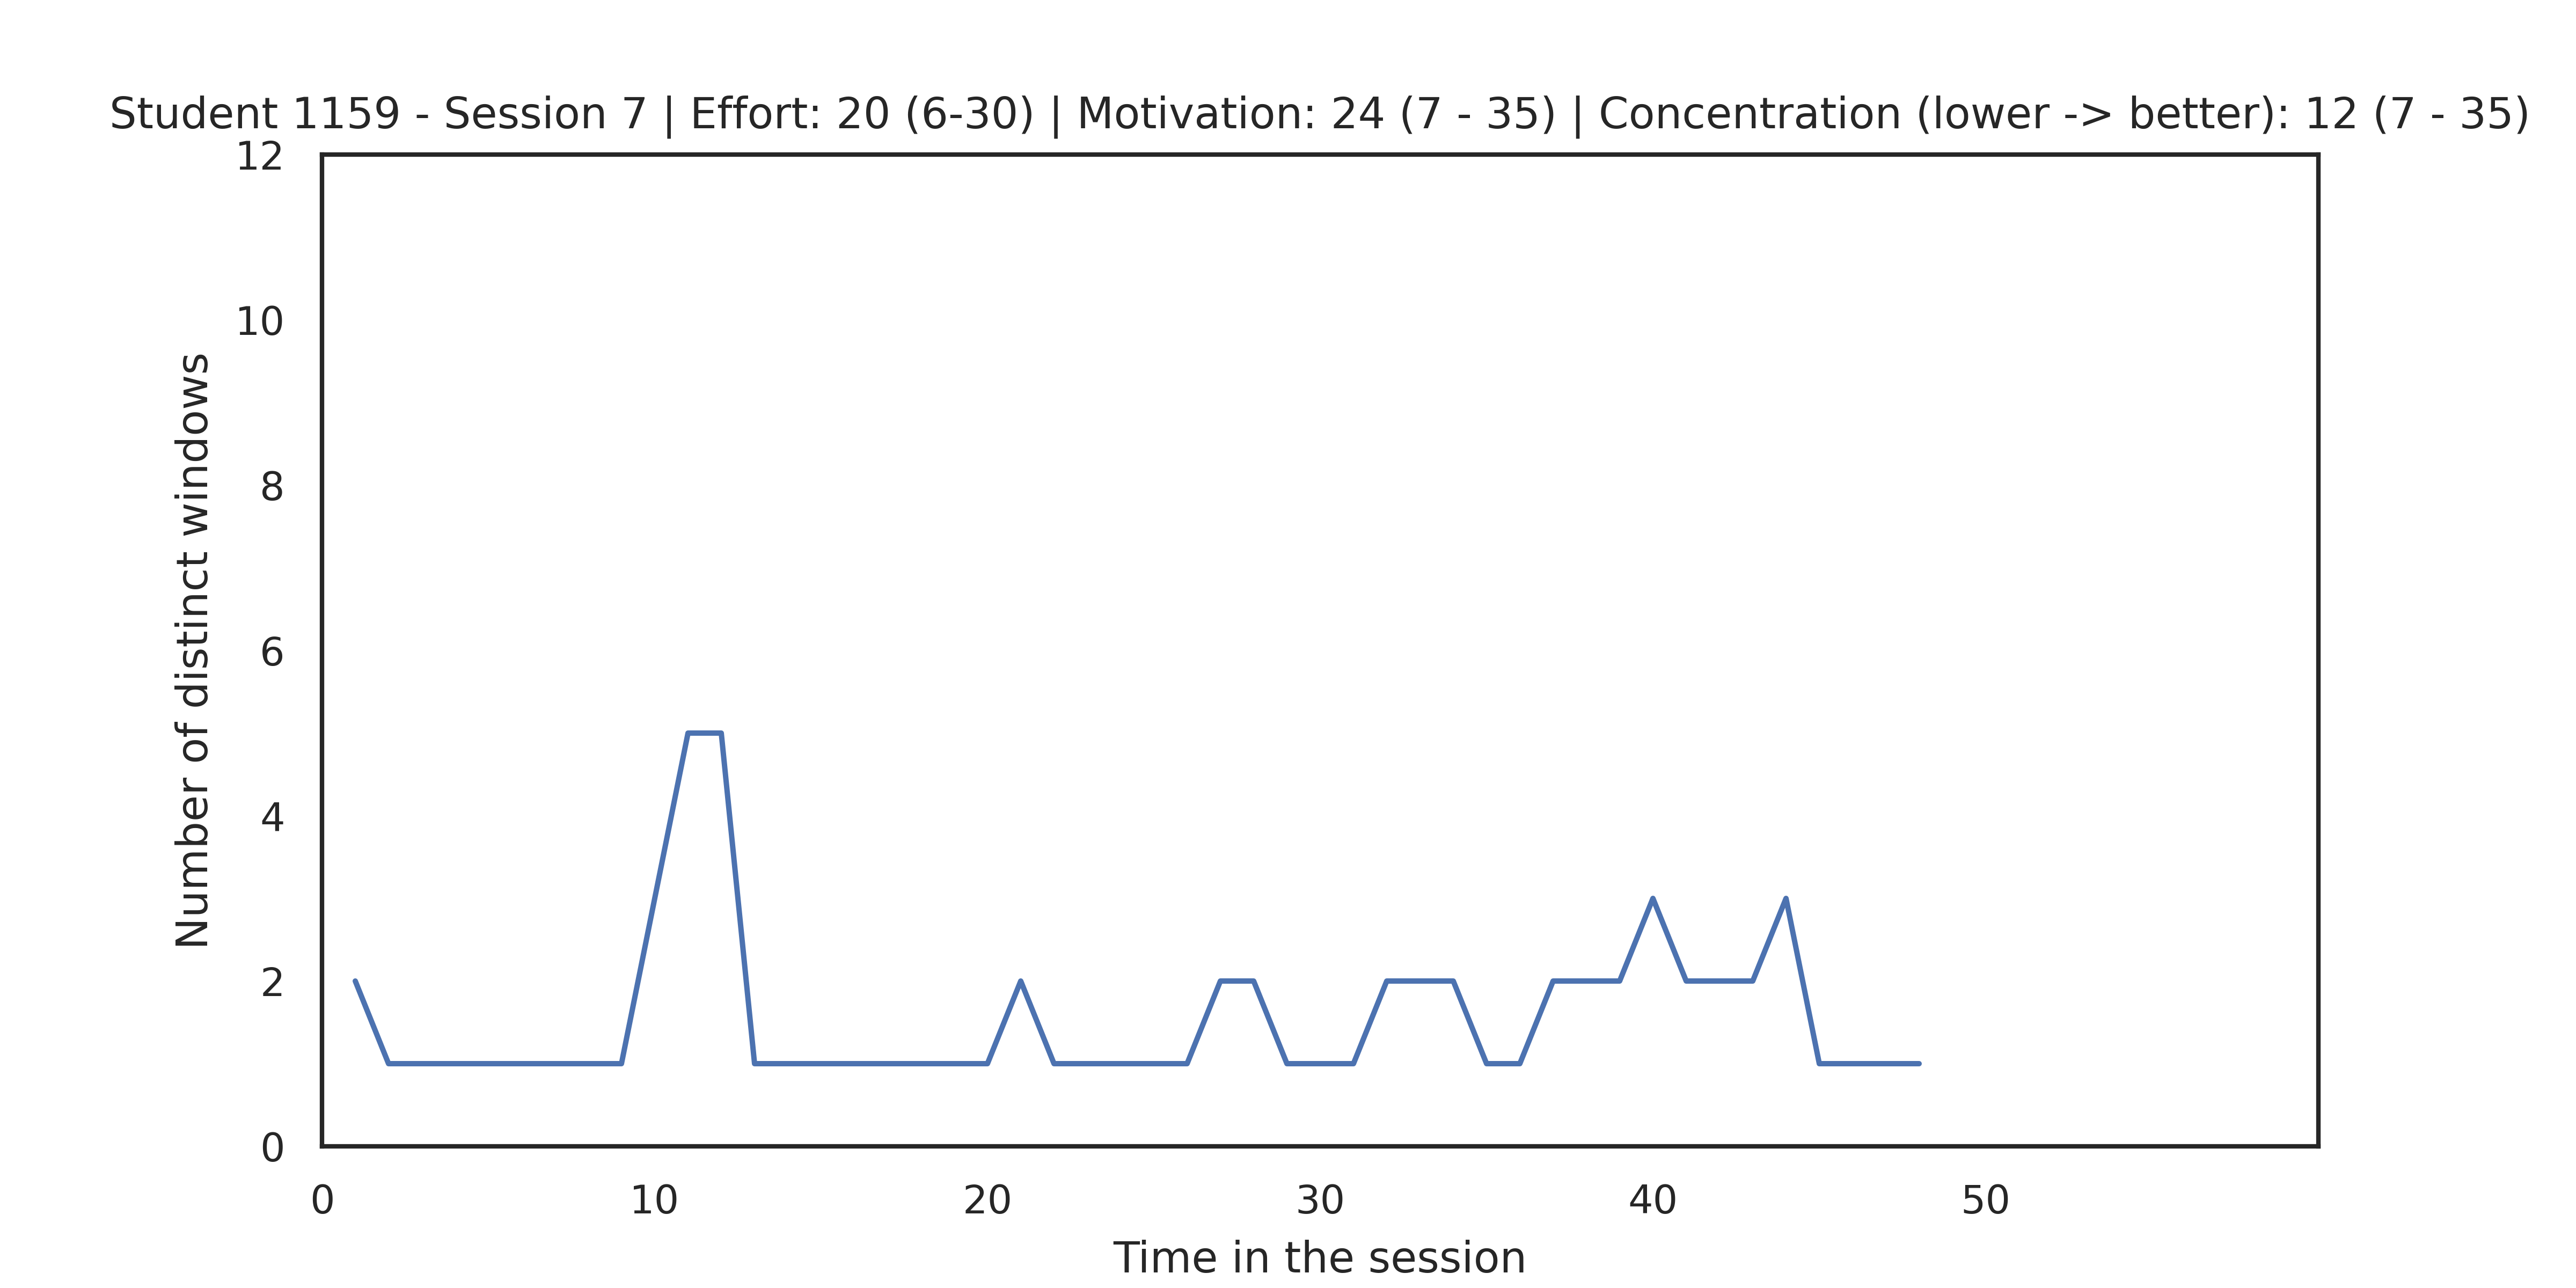 Student 1159 - Session 7 | Effort: 20 (6-30) | Motivation: 24 (7 - 35) | Concentration (lower -> better): 12 (7 - 35)
12
10
8
6
4
2
0
Number of distinct windows
0 10 20 30 40 50
Time in the session